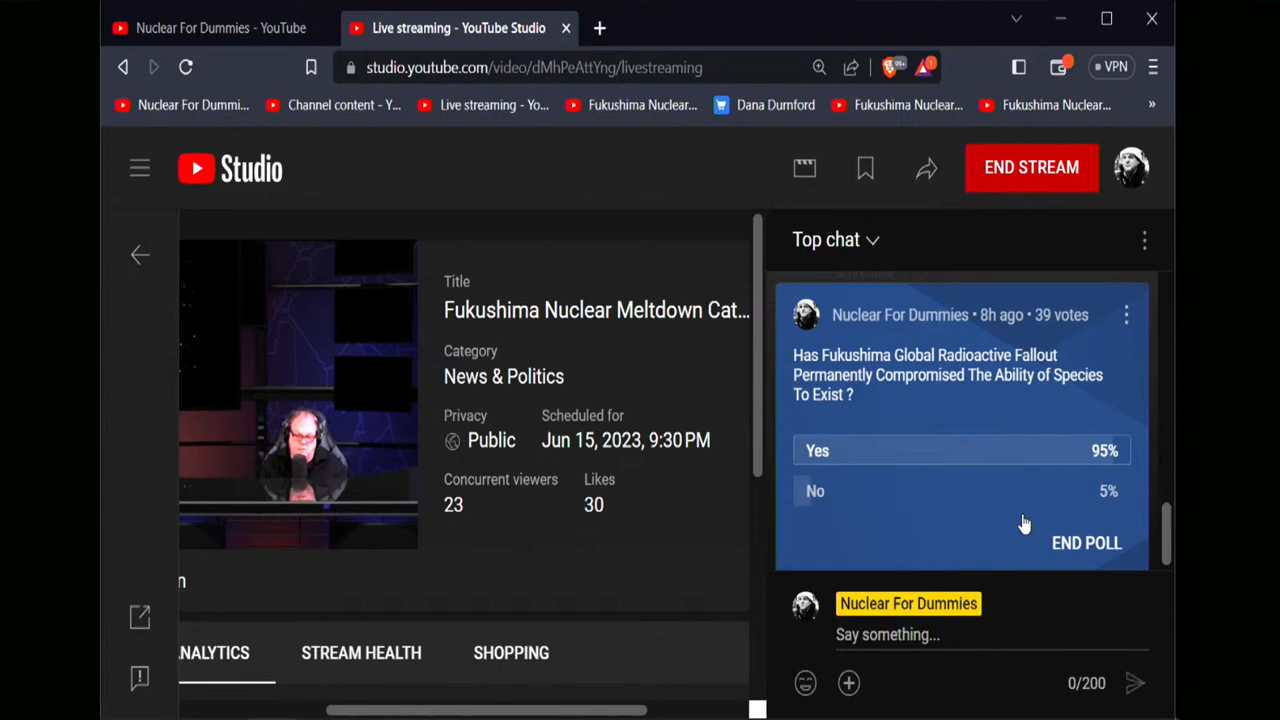 Nuclear For Dummies - YouTube
Live streaming - YouTube Studio
studio.youtube.com/video/dMhPeAttYng/livestreaming
99+
1
VPN
Nuclear For Dummi...
Channel content - Y...
Live streaming - Yo...
Fukushima Nuclear...
Dana Durnford
Fukushima Nuclear...
Fukushima Nuclear...
»
Studio
END STREAM
Title
Fukushima Nuclear Meltdown Cat...
Category
News & Politics
Privacy
Scheduled for
Public
Jun 15, 2023, 9:30 PM
Concurrent viewers
Likes
23
30
n
NALYTICS
STREAM HEALTH
SHOPPING
Top chat
Nuclear For Dummies • 8h ago • 39 votes
Has Fukushima Global Radioactive Fallout
Permanently Compromised The Ability of Species
To Exist ?
Yes 95%
No 5%
END POLL
Nuclear For Dummies
Say something...
0/200